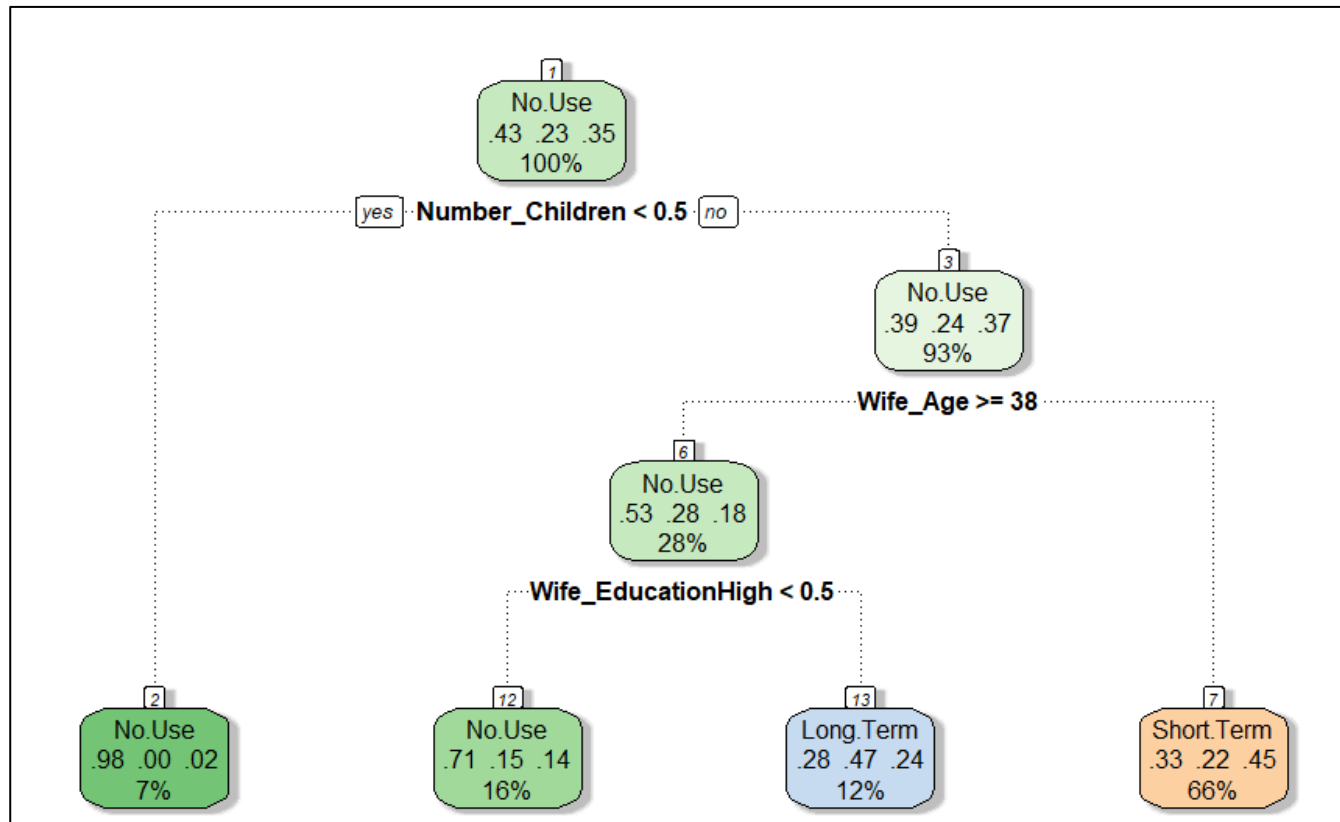 1
No.Use
.43 .23 .35
100%
yes Number_Children < 0.5 no
3
No.Use
.39 .24 .37
93%
Wife_Age >= 38
6
No.Use
.53 .28 .18
28%
Wife_EducationHigh < 0.5
2
No.Use
.98 .00 .02
7%
12
No.Use
.71 .15 .14
16%
13
Long.Term
.28 .47 .24
12%
7
Short.Term
.33 .22 .45
66%